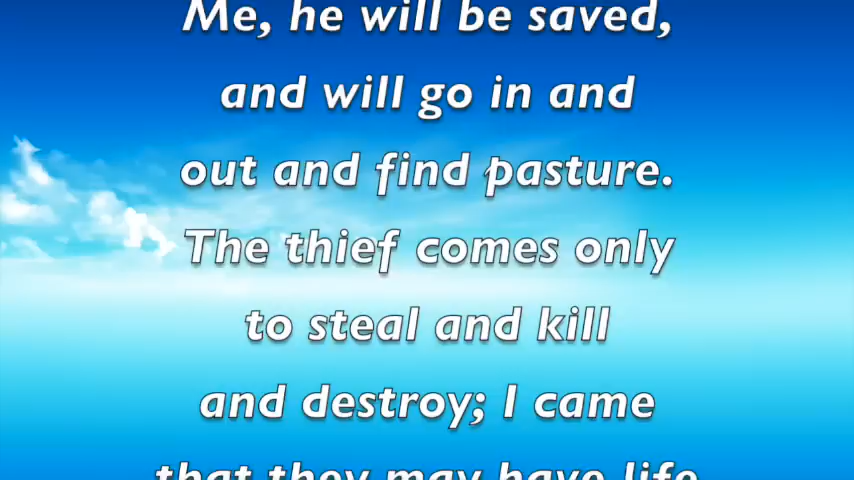 Me, he will be saved,
and will go in and
out and find pasture.
The thief comes only
to steal and kill
and destroy; I came
that they may have life